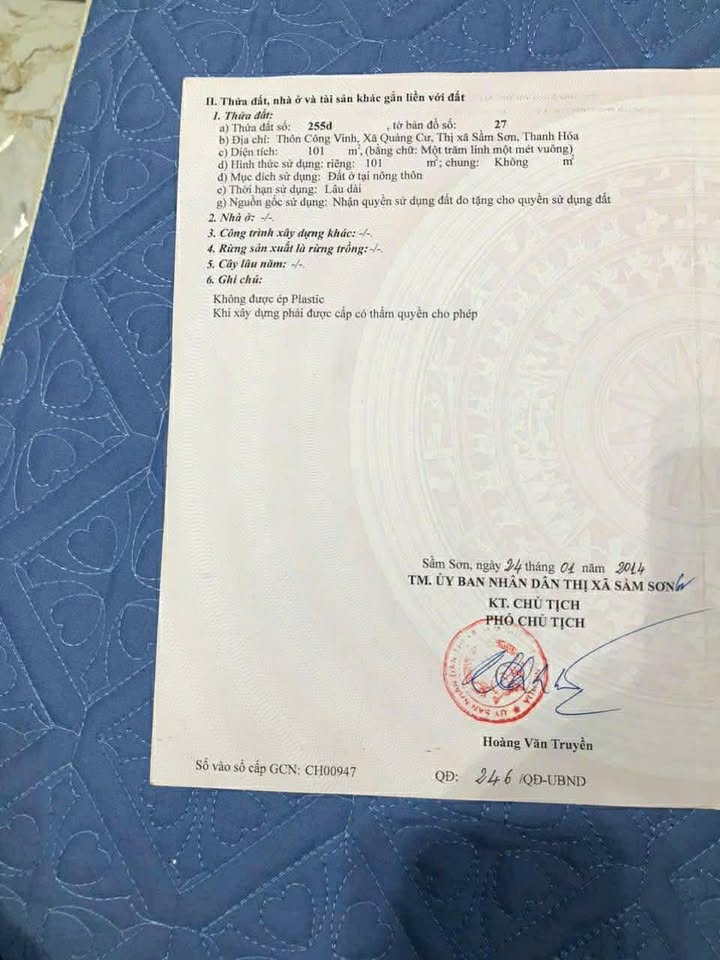 II. Thửa đất, nhà ở và tài sản khác gắn liền với đất
1. Thửa đất:
a) Thửa đất số: 255d , tờ bản đồ số: 27
b) Địa chỉ: Thôn Công Vinh, Xã Quảng Cư, Thị xã Sầm Sơn, Thanh Hóa
c) Diện tích: 101 m², (bằng chữ: Một trăm linh một mét vuông)
d) Hình thức sử dụng: riêng: 101 m²; chung: Không m²
đ) Mục đích sử dụng: Đất ở tại nông thôn
e) Thời hạn sử dụng: Lâu dài
g) Nguồn gốc sử dụng: Nhận quyền sử dụng đất do tặng cho quyền sử dụng đất
2. Nhà ở: -/-.
3. Công trình xây dựng khác: -/-.
4. Rừng sản xuất là rừng trồng: -/-.
5. Cây lâu năm: -/-.
6. Ghi chú:
Không được ép Plastic
Khi xây dựng phải được cấp có thẩm quyền cho phép
Sầm Sơn, ngày 24 tháng 01 năm 2014
TM. ỦY BAN NHÂN DÂN THỊ XÃ SẦM SƠN
KT. CHỦ TỊCH
PHÓ CHỦ TỊCH
Hoàng Văn Truyền
Số vào sổ cấp GCN: CH00947
QĐ: 246 /QĐ-UBND